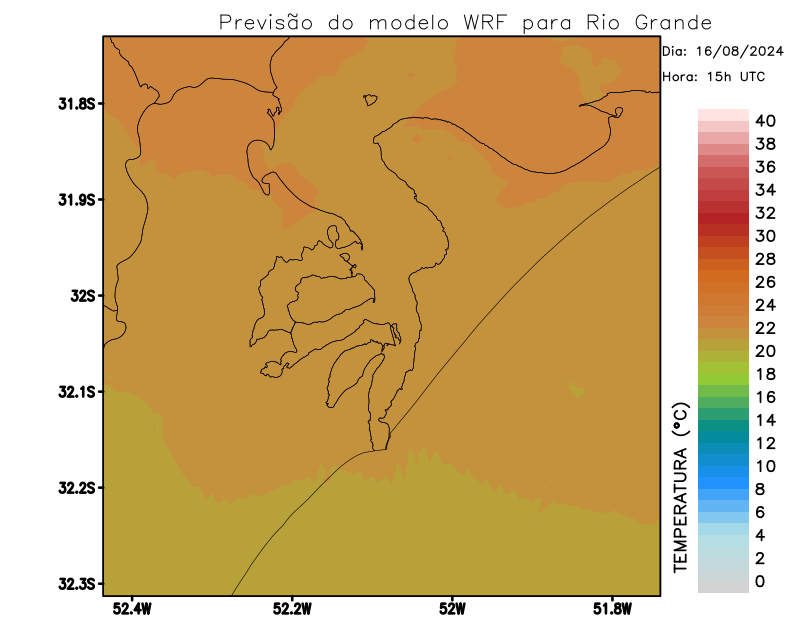 Previsão do modelo WRF para Rio Grande
Dia: 16/08/2024
Hora: 15h UTC
31.8S
31.9S
32S
32.1S
32.2S
32.3S
52.4W
52.2W
52W
51.8W
TEMPERATURA (°C)
40
38
36
34
32
30
28
26
24
22
20
18
16
14
12
10
8
6
4
2
0